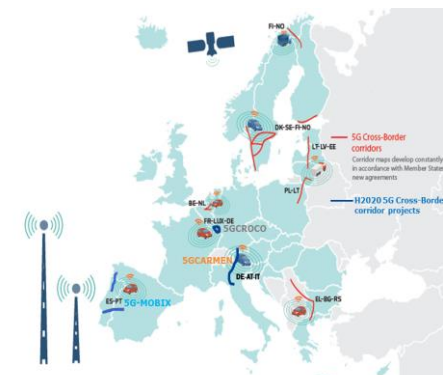 FI-NO
DK-SE-FI-NO
5G Cross-Border
corridors
LT-LV-EE
Corridor maps develop constantly
in accordance with Member States
new agreements
PL-LT
H2020 5G Cross-Borde
corridor projects
BE-NL
FR-LUX-DE
5GCROCO
5GCARMEN
DE-AT-IT
ES-PT 5G-MOBIX
EL-BG-RS